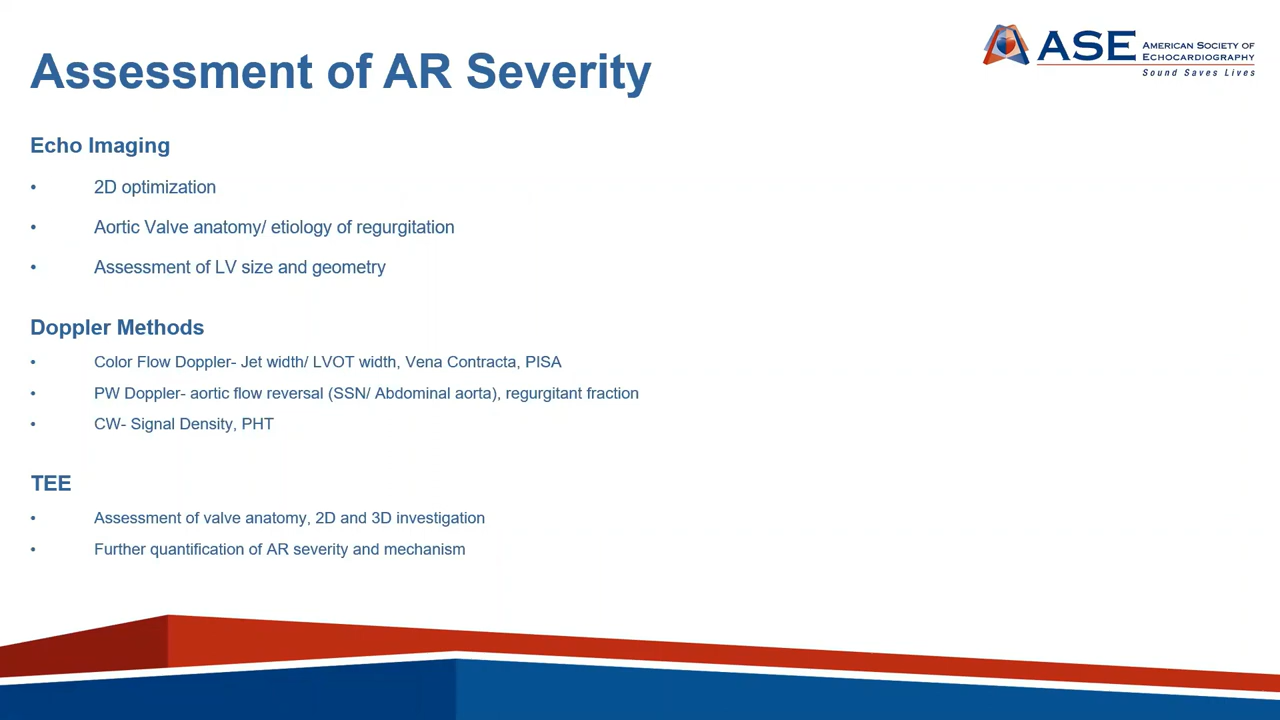 Assessment of AR Severity
ASE AMERICAN SOCIETY OF
ECHOCARDIOGRAPHY
Sound Saves Lives
Echo Imaging
• 2D optimization
• Aortic Valve anatomy/ etiology of regurgitation
• Assessment of LV size and geometry
Doppler Methods
• Color Flow Doppler- Jet width/ LVOT width, Vena Contracta, PISA
• PW Doppler- aortic flow reversal (SSN/ Abdominal aorta), regurgitant fraction
• CW- Signal Density, PHT
TEE
• Assessment of valve anatomy, 2D and 3D investigation
• Further quantification of AR severity and mechanism